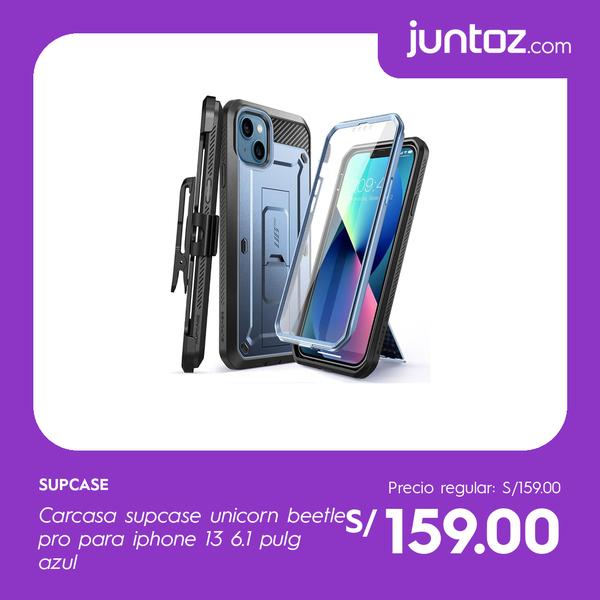 juntoz.com
SUPCASE
Carcasa supcase unicorn beetle
pro para iphone 13 6.1 pulg
azul
Precio regular: S/159.00
S/159.00